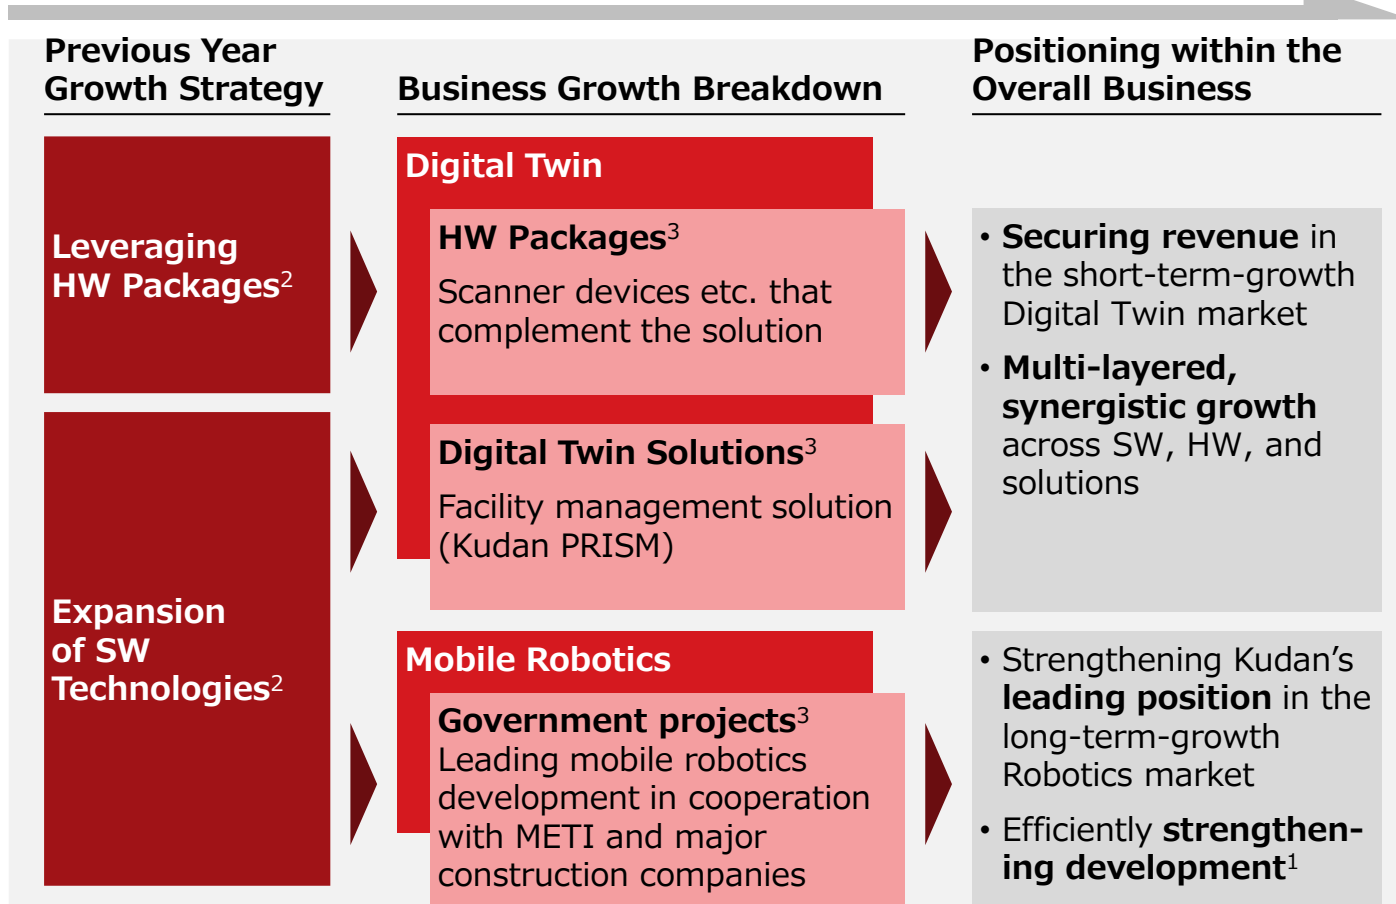 Previous Year
Growth Strategy
Business Growth Breakdown
Positioning within the
Overall Business
Leveraging
HW Packages²
Expansion
of SW
Technologies²
Digital Twin
HW Packages³
Scanner devices etc. that
complement the solution
Digital Twin Solutions³
Facility management solution
(Kudan PRISM)
Mobile Robotics
Government projects³
Leading mobile robotics
development in cooperation
with METI and major
construction companies
• Securing revenue in
the short-term-growth
Digital Twin market
• Multi-layered,
synergistic growth
across SW, HW, and
solutions
• Strengthening Kudan’s
leading position in the
long-term-growth
Robotics market
• Efficiently strengthen-
ing development¹